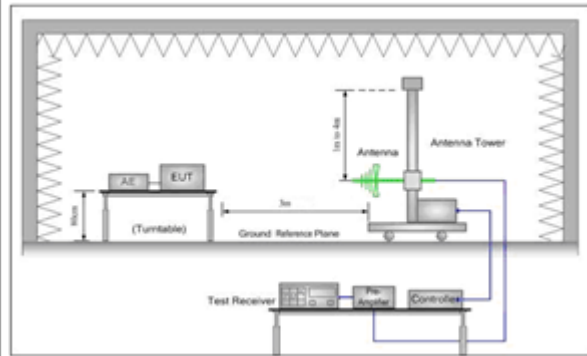 1m to 4m
Antenna
Antenna Tower
AE
EUT
80cm
(Turntable)
3m
Ground Reference Plane
Test Receiver
Pre-
Amplifier
Controller